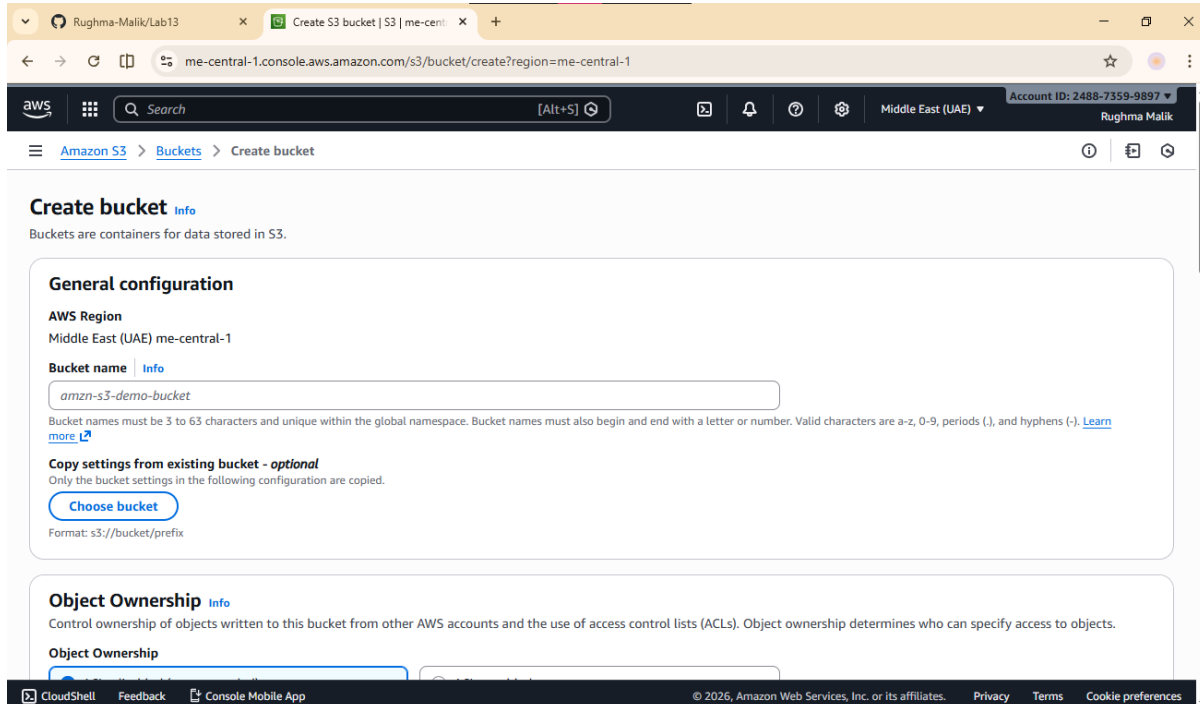 Rughma-Malik/Lab13
Create S3 bucket | S3 | me-cent
me-central-1.console.aws.amazon.com/s3/bucket/create?region=me-central-1
aws
Search
[Alt+S]
Middle East (UAE)
Account ID: 2488-7359-9897
Rughma Malik
Amazon S3 > Buckets > Create bucket
Create bucket Info
Buckets are containers for data stored in S3.
General configuration
AWS Region
Middle East (UAE) me-central-1
Bucket name Info
amzn-s3-demo-bucket
Bucket names must be 3 to 63 characters and unique within the global namespace. Bucket names must also begin and end with a letter or number. Valid characters are a-z, 0-9, periods (.), and hyphens (-). Learn
more
Copy settings from existing bucket - optional
Only the bucket settings in the following configuration are copied.
Choose bucket
Format: s3://bucket/prefix
Object Ownership Info
Control ownership of objects written to this bucket from other AWS accounts and the use of access control lists (ACLs). Object ownership determines who can specify access to objects.
Object Ownership
CloudShell Feedback Console Mobile App © 2026, Amazon Web Services, Inc. or its affiliates. Privacy Terms Cookie preferences